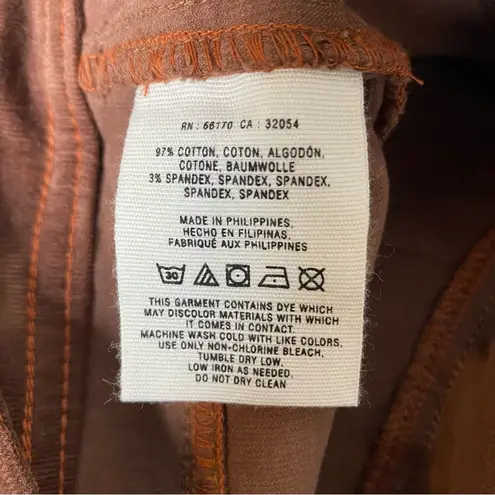 RN : 66170 CA : 32054
97% COTTON, COTON, ALGODÓN,
COTONE, BAUMWOLLE
3% SPANDEX, SPANDEX, SPANDEX,
SPANDEX, SPANDEX
MADE IN PHILIPPINES,
HECHO EN FILIPINAS,
FABRIQUÉ AUX PHILIPPINES
30
THIS GARMENT CONTAINS DYE WHICH
MAY DISCOLOR MATERIALS WITH WHICH
IT COMES IN CONTACT.
MACHINE WASH COLD WITH LIKE COLORS,
USE ONLY NON-CHLORINE BLEACH,
TUMBLE DRY LOW,
LOW IRON AS NEEDED,
DO NOT DRY CLEAN